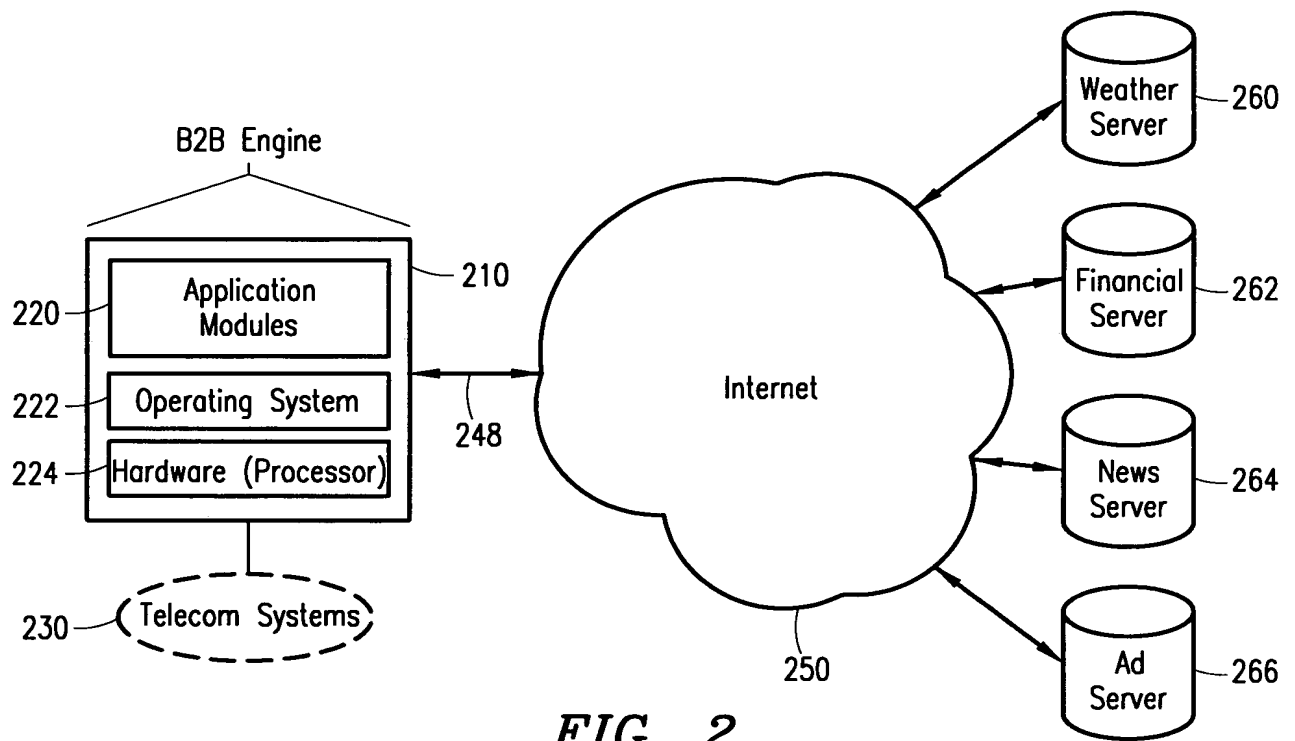 B2B Engine
210
220
Application
Modules
222
Operating System
224
Hardware (Processor)
230
Telecom Systems
248
Internet
250
Weather
Server
260
Financial
Server
262
News
Server
264
Ad
Server
266
FIG. 2